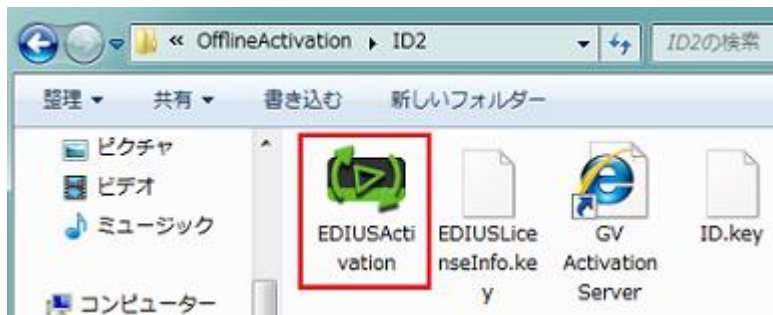 « OfflineActivation ▸ ID2
ID2の検索
整理 ▼ 共有 ▼ 書き込む 新しいフォルダー
ピクチャ
ビデオ
ミュージック
コンピューター
EDIUSActi
vation
EDIUSLice
nseInfo.ke
y
GV
Activation
Server
ID.key